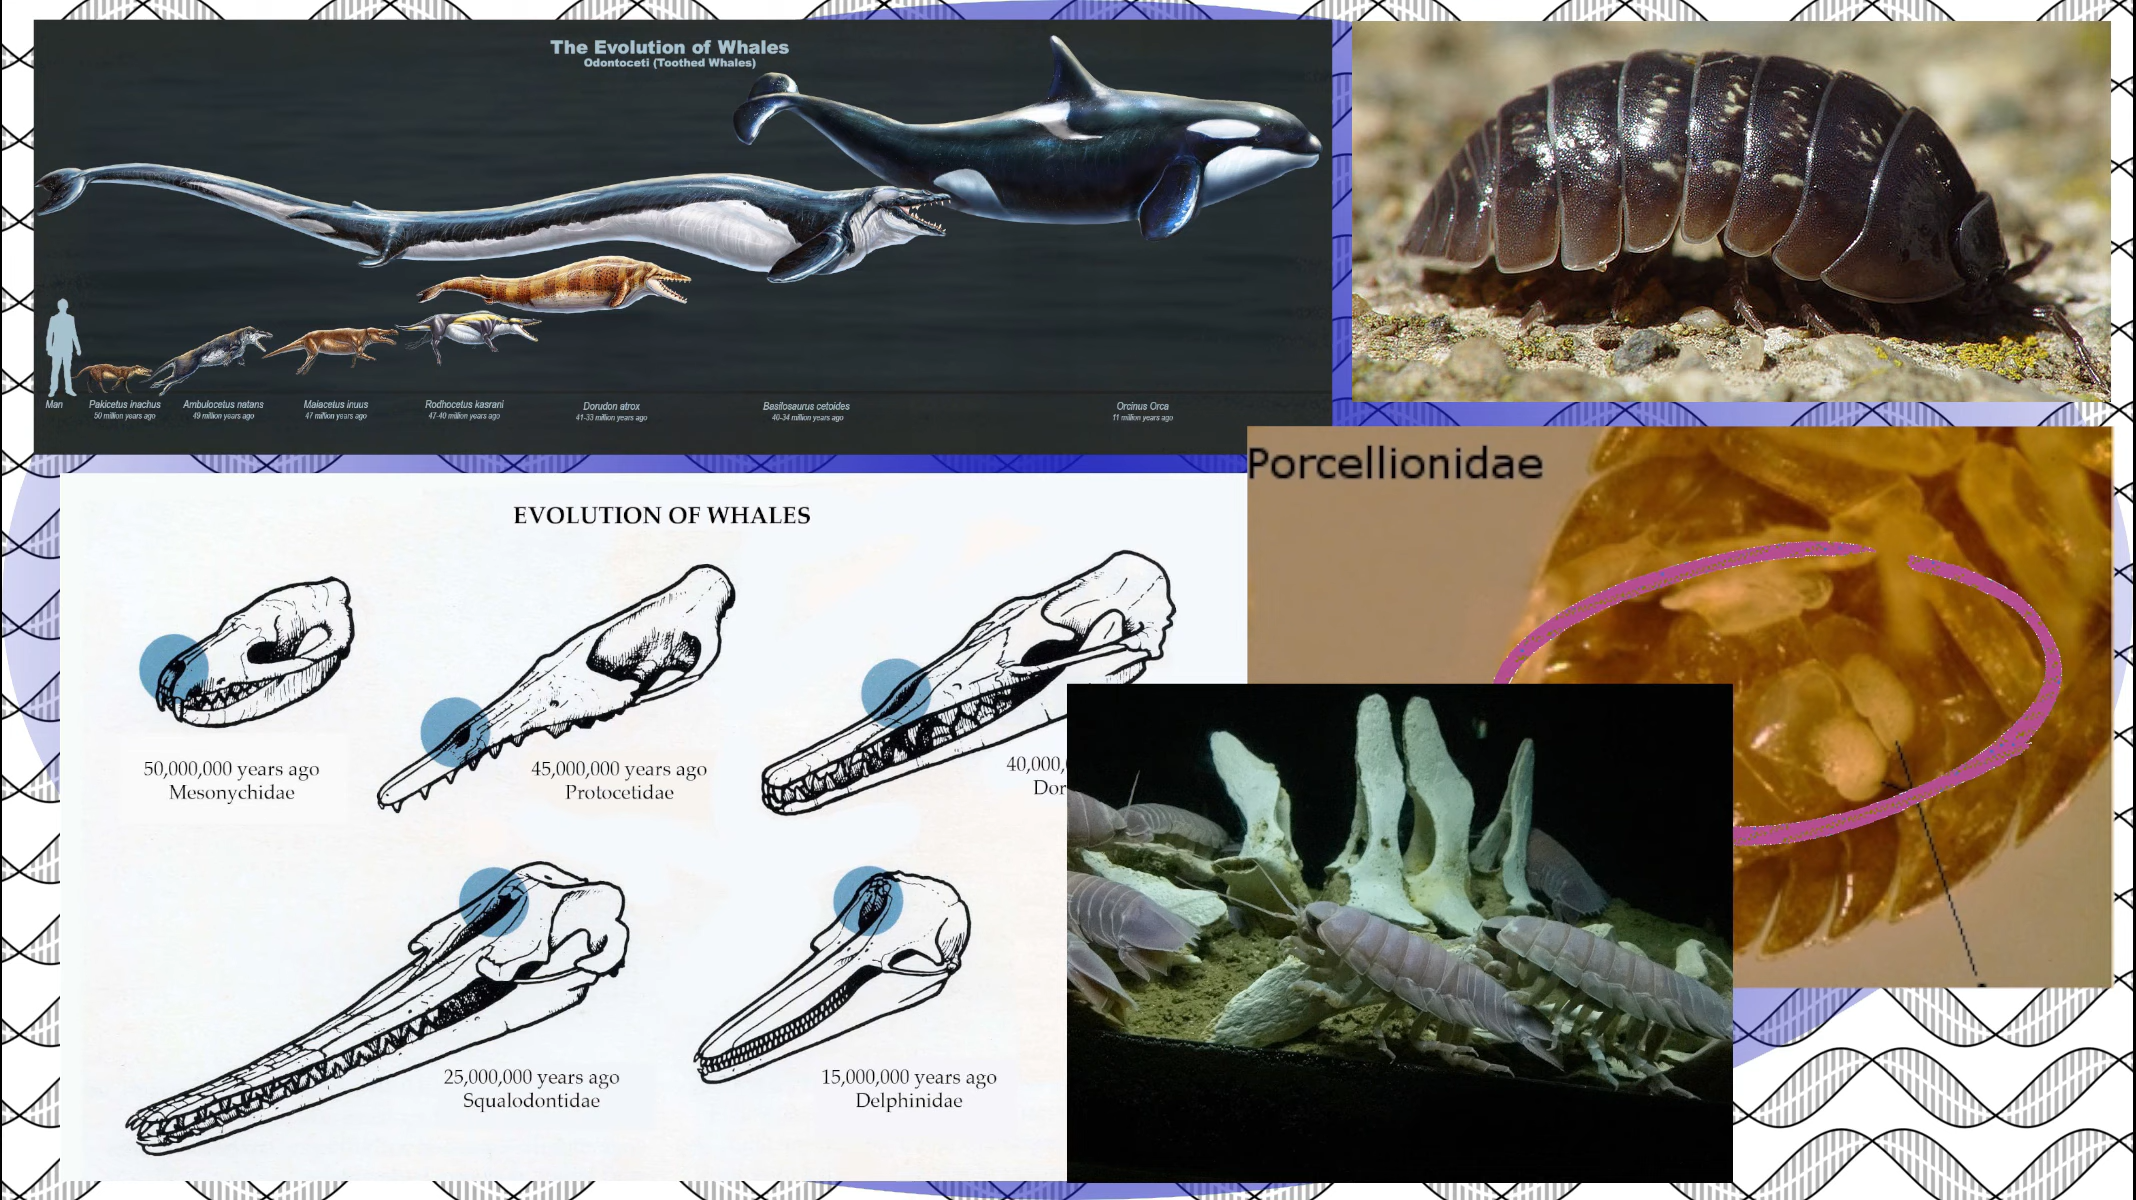 The Evolution of Whales
Odontoceti (Toothed Whales)
Man
Pakicetus inachus
50 million years ago
Ambulocetus natans
49 million years ago
Maiacetus inuus
47 million years ago
Rodhocetus kasrani
47-40 million years ago
Dorudon atrox
41-33 million years ago
Basilosaurus cetoides
40-34 million years ago
Orcinus Orca
11 million years ago
Porcellionidae
EVOLUTION OF WHALES
50,000,000 years ago
Mesonychidae
45,000,000 years ago
Protocetidae
40,000,
Dor
25,000,000 years ago
Squalodontidae
15,000,000 years ago
Delphinidae